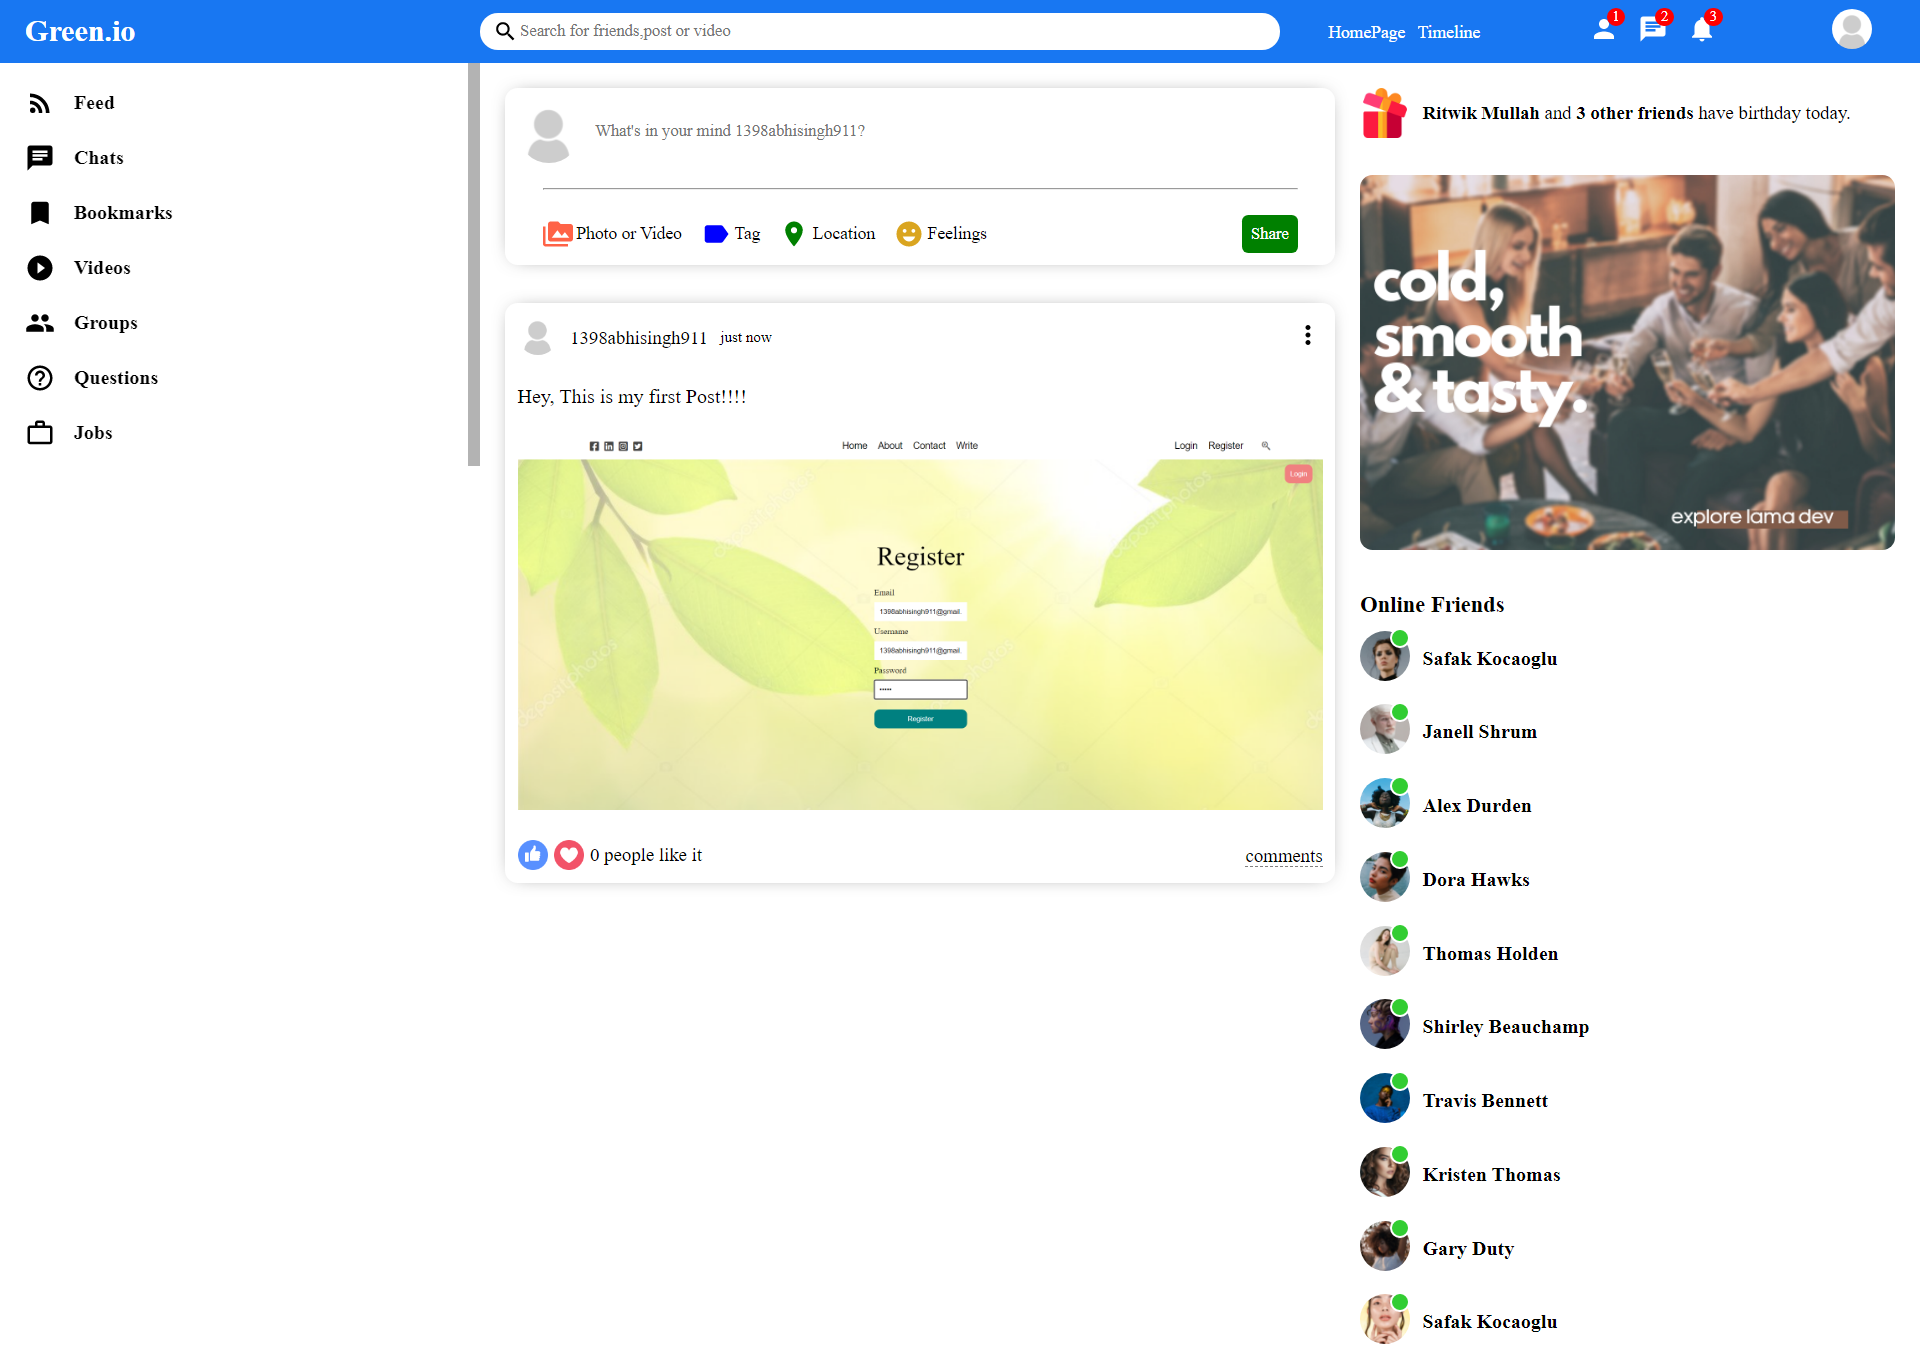 Green.io
Search for friends,post or video
HomePage Timeline
1 2 3
Feed
Chats
Bookmarks
Videos
Groups
Questions
Jobs
What's in your mind 1398abhisingh911?
Photo or Video Tag Location Feelings Share
1398abhisingh911 just now
Hey, This is my first Post!!!!
Home About Contact Write Login Register
Login
Register
Email
1398abhisingh911@gmail.
Username
1398abhisingh911@gmail.
Password
Register
depositphotos
depositphotos
depositphotos
depositphotos
0 people like it comments
Ritwik Mullah and 3 other friends have birthday today.
cold,
smooth
& tasty.
explore lama dev
Online Friends
Safak Kocaoglu
Janell Shrum
Alex Durden
Dora Hawks
Thomas Holden
Shirley Beauchamp
Travis Bennett
Kristen Thomas
Gary Duty
Safak Kocaoglu